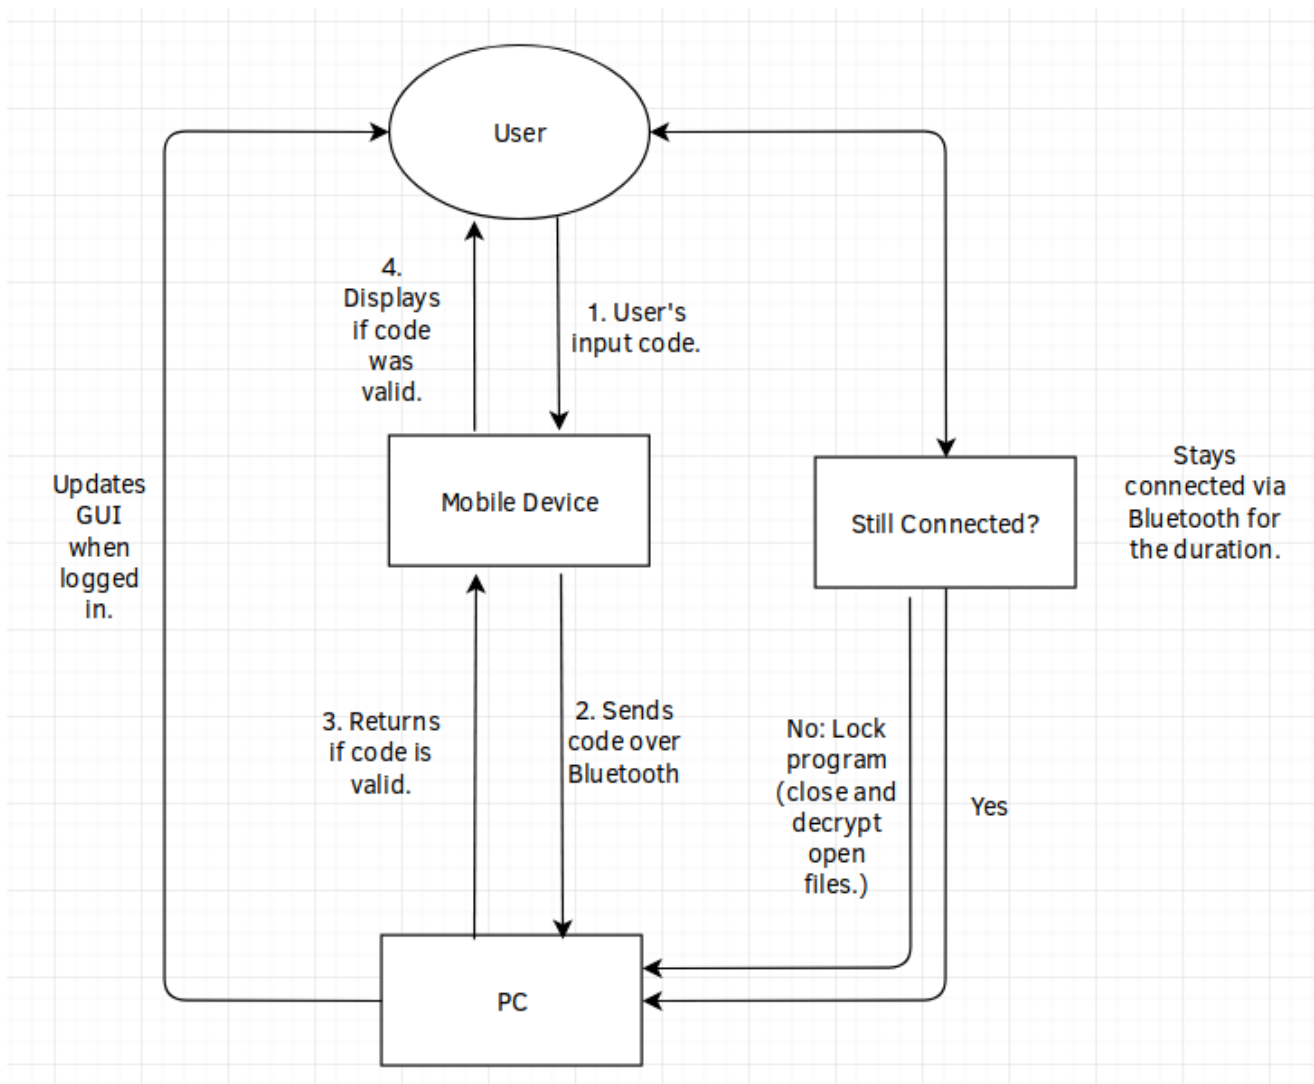 User
4.
Displays
if code
was
valid.
1. User's
input code.
Mobile Device
Still Connected?
Stays
connected via
Bluetooth for
the duration.
Updates
GUI
when
logged
in.
3. Returns
if code is
valid.
2. Sends
code over
Bluetooth
No: Lock
program
(close and
decrypt
open
files.)
Yes
PC